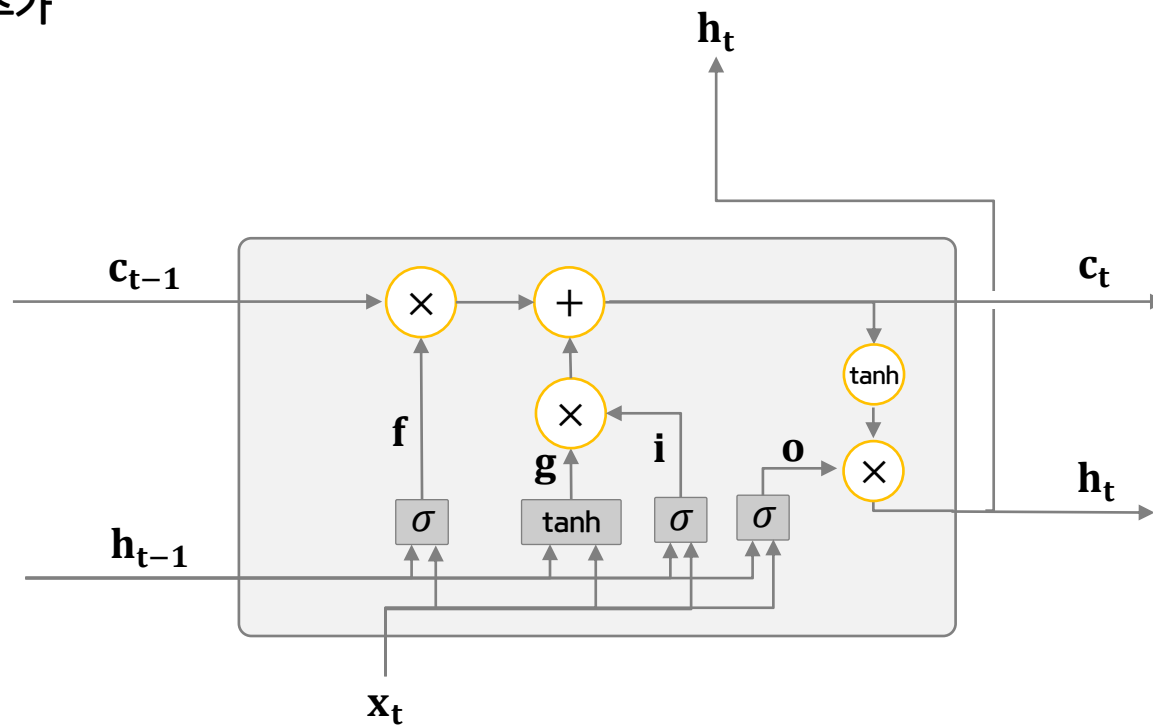 h_t
c_{t−1}
c_t
×
+
tanh
f
×
g
i
o
×
h_t
σ
tanh
σ
σ
h_{t−1}
x_t